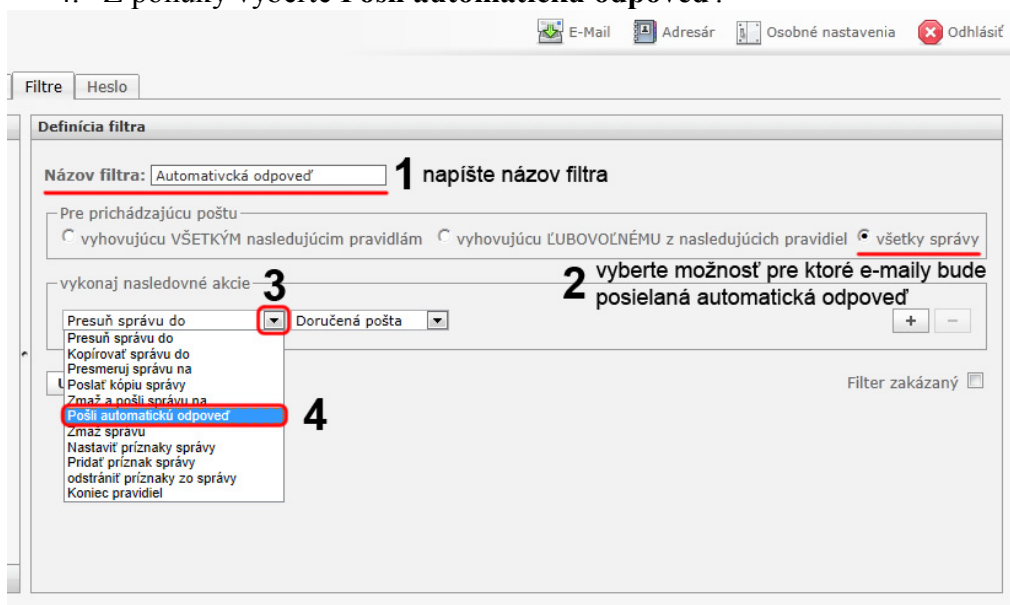 4. Z ponuky vyberte Pošli automatickú odpoveď.
E-Mail Adresár Osobné nastavenia Odhlásiť
Filtre Heslo
Definícia filtra
Názov filtra: Automativcká odpoveď 1 napíšte názov filtra
Pre prichádzajúcu poštu
vyhovujúcu VŠETKÝM nasledujúcim pravidlám vyhovujúcu ĽUBOVOĽNÉMU z nasledujúcich pravidiel všetky správy
2 vyberte možnosť pre ktoré e-maily bude
posielaná automatická odpoveď
vykonaj nasledovné akcie 3
Presuň správu do Doručená pošta + −
Presuň správu do
Kopírovať správu do
Presmeruj správu na
Poslať kópiu správy
Zmaž a pošli správu na
Pošli automatickú odpoveď 4
Zmaž správu
Nastaviť príznaky správy
Pridať príznak správy
odstrániť príznaky zo správy
Koniec pravidiel
U
Filter zakázaný